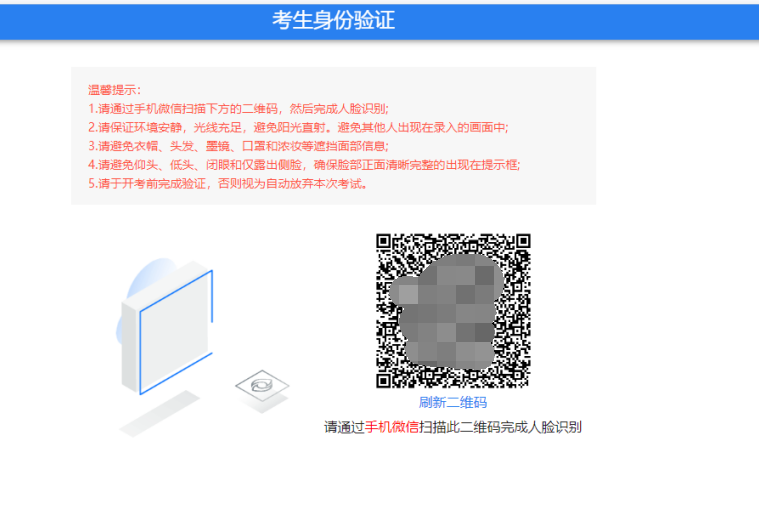 考生身份验证
温馨提示：
1.请通过手机微信扫描下方的二维码，然后完成人脸识别;
2.请保证环境安静，光线充足，避免阳光直射。避免其他人出现在录入的画面中;
3.请避免衣帽、头发、墨镜、口罩和浓妆等遮挡面部信息;
4.请避免仰头、低头、闭眼和仅露出侧脸，确保脸部正面清晰完整的出现在提示框;
5.请于开考前完成验证，否则视为自动放弃本次考试。
刷新二维码
请通过手机微信扫描此二维码完成人脸识别